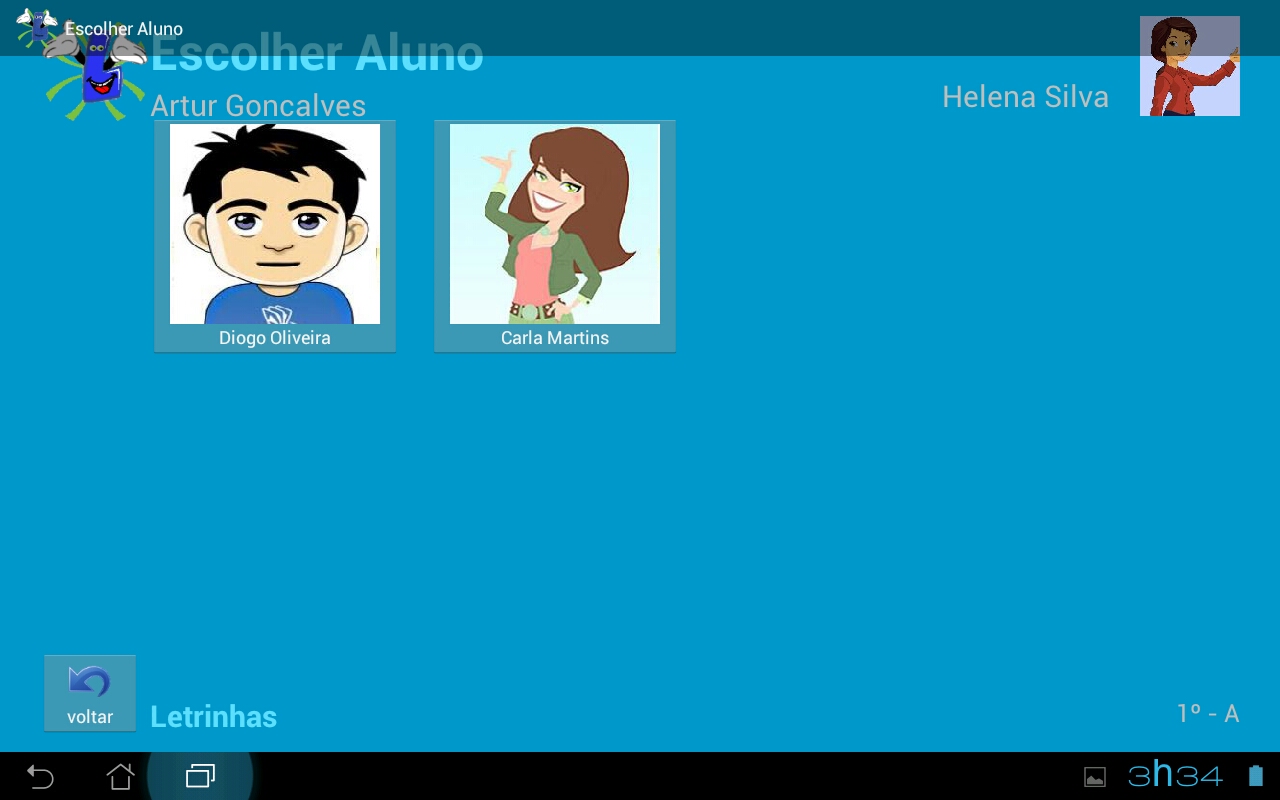 Escolher Aluno
Escolher Aluno
Artur Goncalves
Helena Silva
Diogo Oliveira
Carla Martins
voltar
Letrinhas
1º - A
3h34